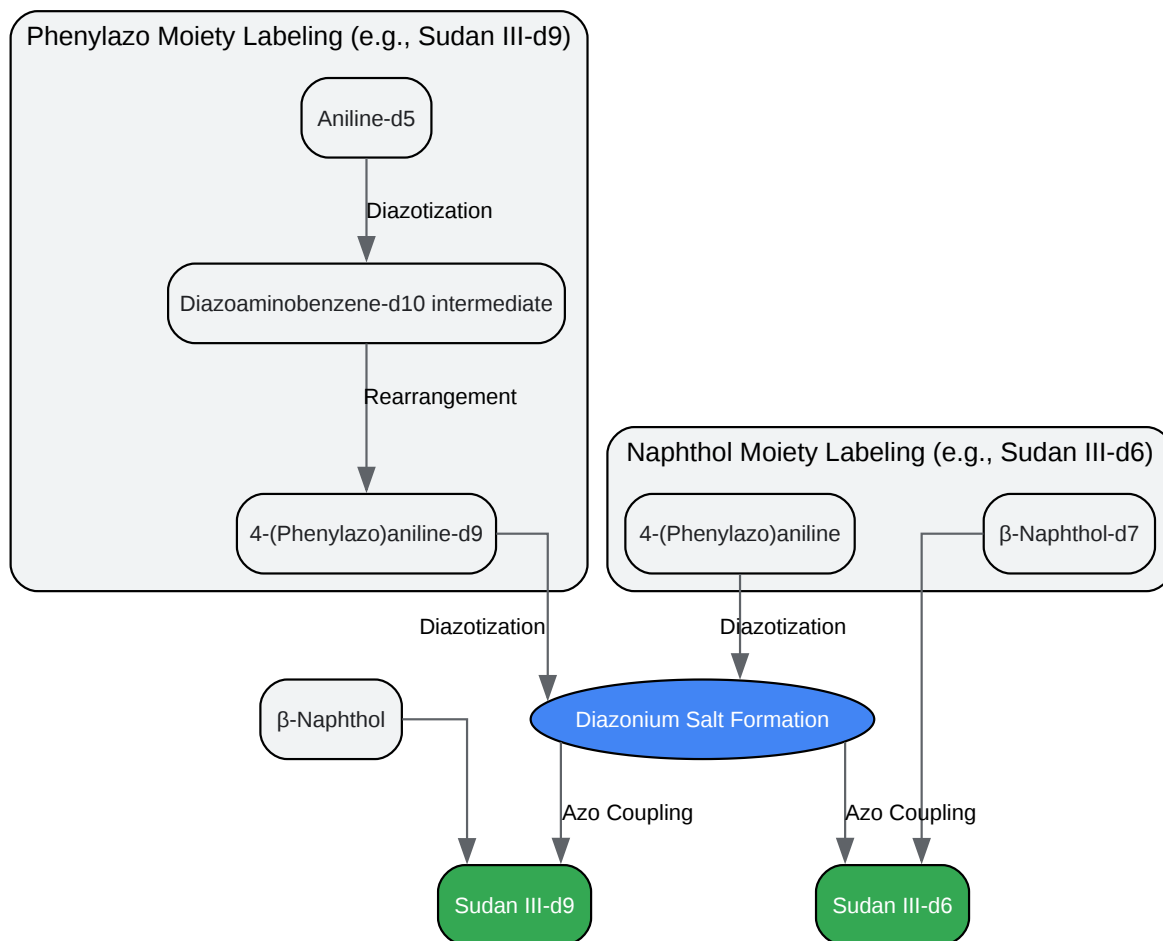 Phenylazo Moiety Labeling (e.g., Sudan III-d9)
Aniline-d5
Diazotization
Diazoaminobenzene-d10 intermediate
Rearrangement
4-(Phenylazo)aniline-d9
Naphthol Moiety Labeling (e.g., Sudan III-d6)
4-(Phenylazo)aniline
β-Naphthol-d7
Diazotization
Diazotization
β-Naphthol
Diazonium Salt Formation
Azo Coupling
Azo Coupling
Sudan III-d9
Sudan III-d6